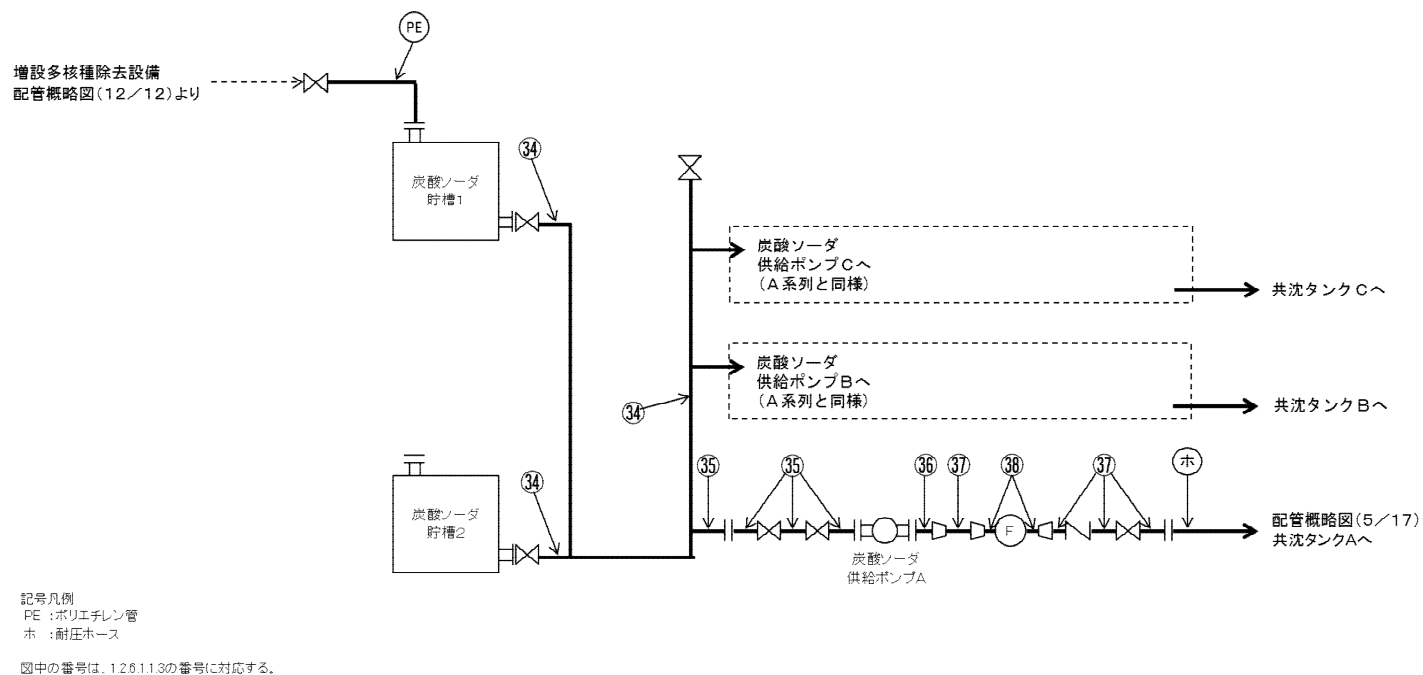 PE
増設多核種除去設備
配管概略図(12/12)より
炭酸ソーダ
貯槽1
㉞
炭酸ソーダ
供給ポンプCへ
(A系列と同様)
共沈タンクCへ
炭酸ソーダ
供給ポンプBへ
(A系列と同様)
共沈タンクBへ
㉞
㉟
㉟
㊱
㊲
㊳
㊲
ホ
炭酸ソーダ
貯槽2
㉞
F
炭酸ソーダ
供給ポンプA
配管概略図(5/17)
共沈タンクAへ
記号凡例
PE :ポリエチレン管
ホ :耐圧ホース
図中の番号は、1.2.6.1.1.3の番号に対応する。